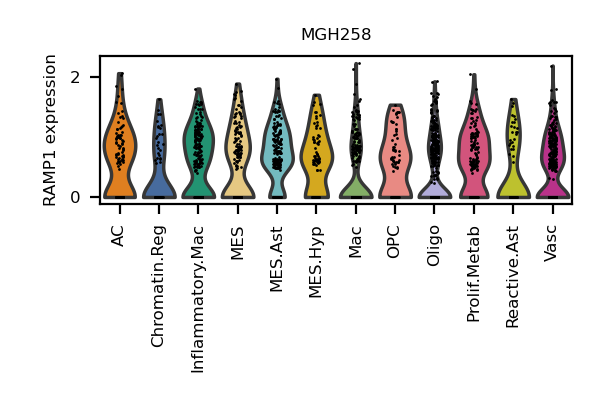 MGH258
RAMP1 expression
2
0
AC
Chromatin.Reg
Inflammatory.Mac
MES
MES.Ast
MES.Hyp
Mac
OPC
Oligo
Prolif.Metab
Reactive.Ast
Vasc